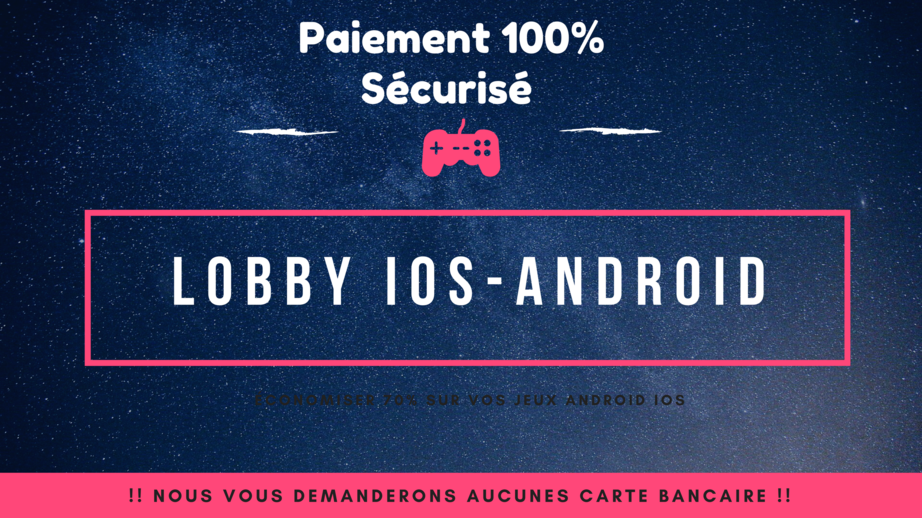 Paiement 100%
Sécurisé
LOBBY IOS-ANDROID
ECONOMISER 70% SUR VOS JEUX ANDROID IOS
!! NOUS VOUS DEMANDERONS AUCUNES CARTE BANCAIRE !!